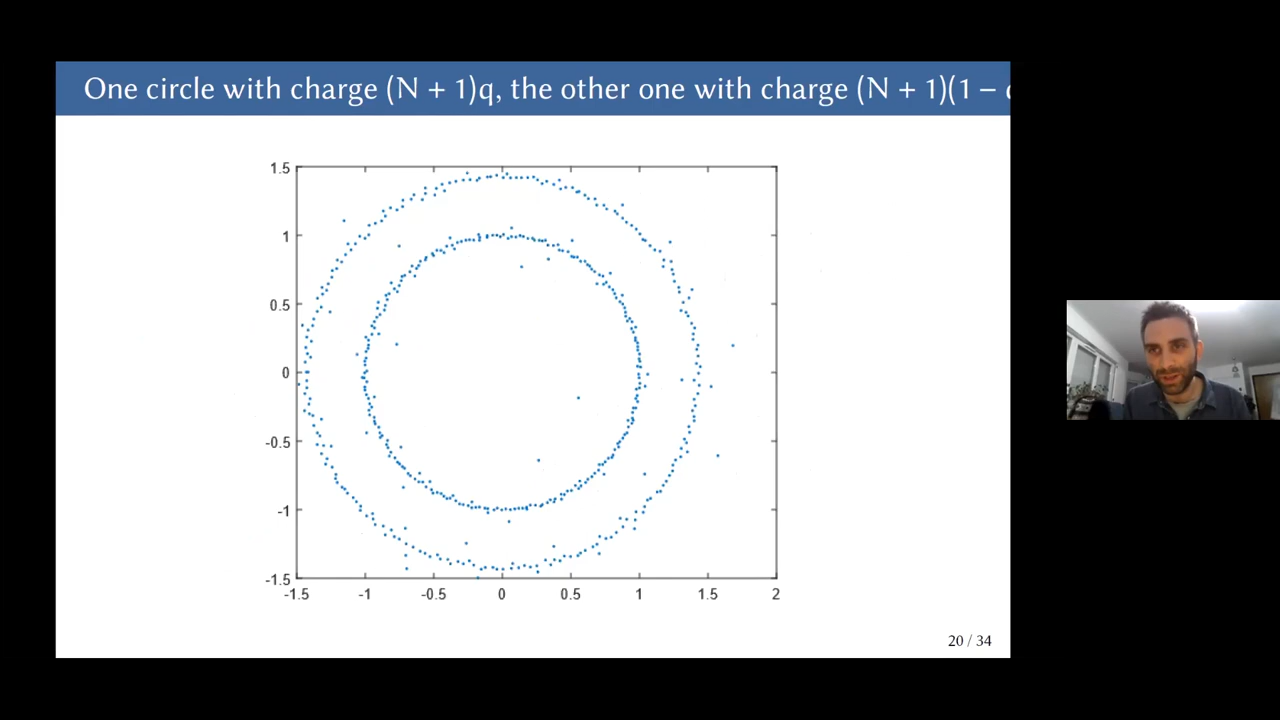 One circle with charge (N + 1)q, the other one with charge (N + 1)(1 −
1.5
1
0.5
0
-0.5
-1
-1.5
-1.5 -1 -0.5 0 0.5 1 1.5 2
20 / 34